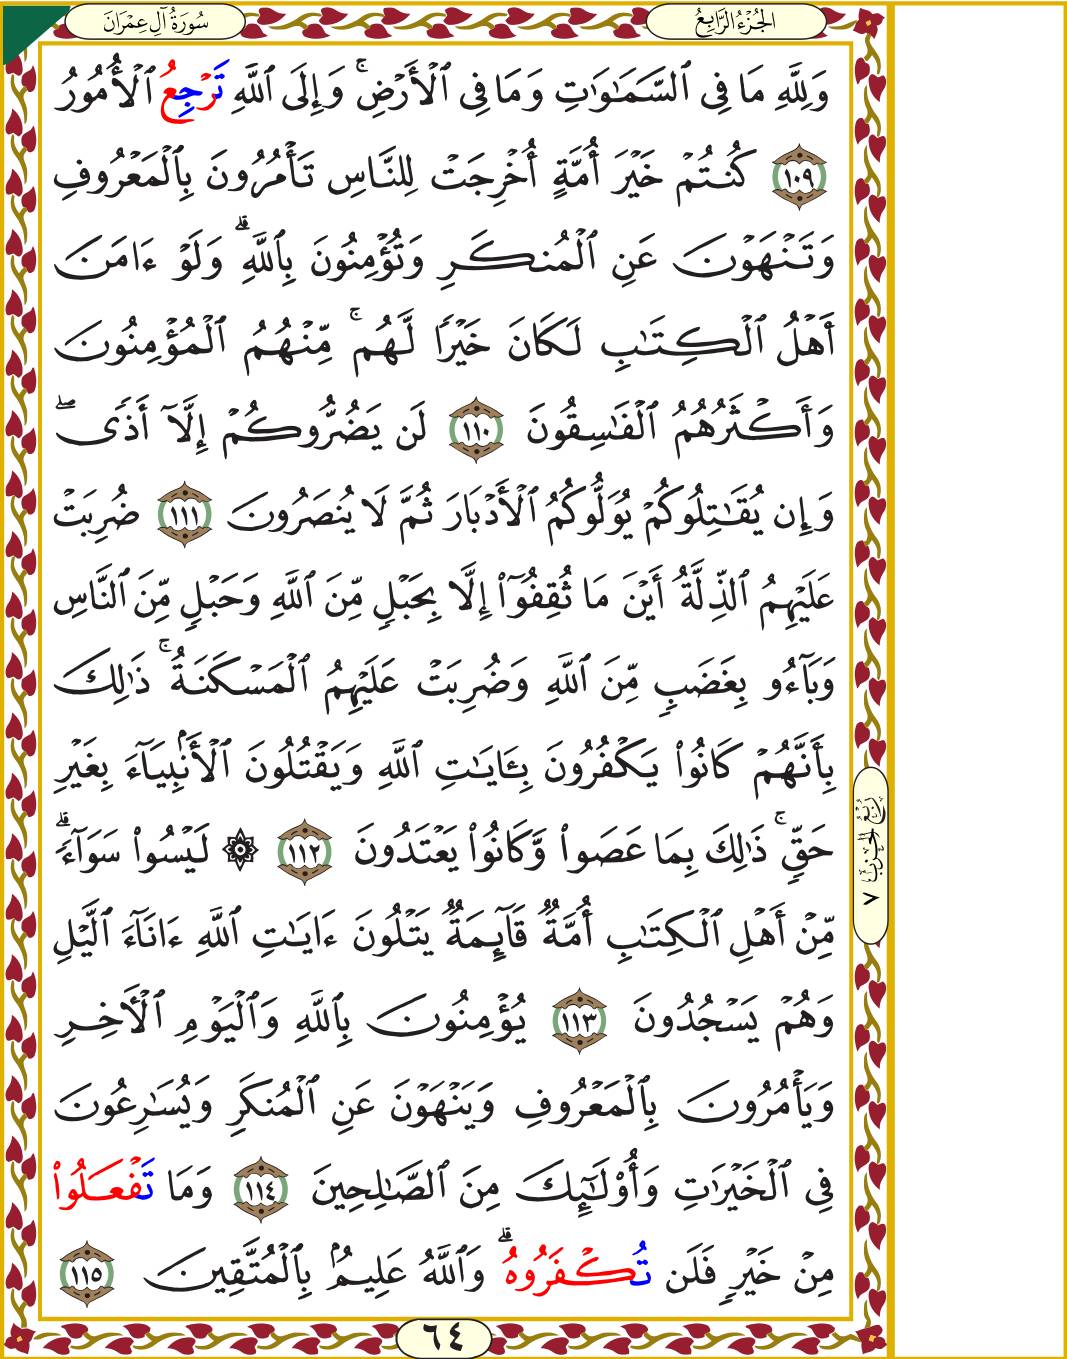 سُورَةُ آلِ عِمْرَانَ
الجُزْءُ الرَّابِعُ
وَلِلَّهِ مَا فِي ٱلسَّمَٰوَٰتِ وَمَا فِي ٱلْأَرْضِۚ وَإِلَى ٱللَّهِ تَرْجِعُ ٱلْأُمُورُ
١٠٩ كُنتُمْ خَيْرَ أُمَّةٍ أُخْرِجَتْ لِلنَّاسِ تَأْمُرُونَ بِٱلْمَعْرُوفِ
وَتَنْهَوْنَ عَنِ ٱلْمُنكَرِ وَتُؤْمِنُونَ بِٱللَّهِۗ وَلَوْ ءَامَنَ
أَهْلُ ٱلْكِتَٰبِ لَكَانَ خَيْرًا لَّهُمۚ مِّنْهُمُ ٱلْمُؤْمِنُونَ
وَأَكْثَرُهُمُ ٱلْفَٰسِقُونَ ١١٠ لَن يَضُرُّوكُمْ إِلَّآ أَذًىۖ
وَإِن يُقَٰتِلُوكُمْ يُوَلُّوكُمُ ٱلْأَدْبَارَ ثُمَّ لَا يُنصَرُونَ ١١١ ضُرِبَتْ
عَلَيْهِمُ ٱلذِّلَّةُ أَيْنَ مَا ثُقِفُوٓا۟ إِلَّا بِحَبْلٍ مِّنَ ٱللَّهِ وَحَبْلٍ مِّنَ ٱلنَّاسِ
وَبَآءُو بِغَضَبٍ مِّنَ ٱللَّهِ وَضُرِبَتْ عَلَيْهِمُ ٱلْمَسْكَنَةُۚ ذَٰلِكَ
بِأَنَّهُمْ كَانُوا۟ يَكْفُرُونَ بِـَٔايَٰتِ ٱللَّهِ وَيَقْتُلُونَ ٱلْأَنۢبِيَآءَ بِغَيْرِ
حَقٍّۚ ذَٰلِكَ بِمَا عَصَوا۟ وَّكَانُوا۟ يَعْتَدُونَ ١١٢ ۞ لَيْسُوا۟ سَوَآءًۗ
مِّنْ أَهْلِ ٱلْكِتَٰبِ أُمَّةٌ قَآئِمَةٌ يَتْلُونَ ءَايَٰتِ ٱللَّهِ ءَانَآءَ ٱلَّيْلِ
وَهُمْ يَسْجُدُونَ ١١٣ يُؤْمِنُونَ بِٱللَّهِ وَٱلْيَوْمِ ٱلْـَٔاخِرِ
وَيَأْمُرُونَ بِٱلْمَعْرُوفِ وَيَنْهَوْنَ عَنِ ٱلْمُنكَرِ وَيُسَٰرِعُونَ
فِي ٱلْخَيْرَٰتِ وَأُو۟لَٰٓئِكَ مِنَ ٱلصَّٰلِحِينَ ١١٤ وَمَا تَفْعَلُوا۟
مِنْ خَيْرٍ فَلَن تُكْفَرُوهُۗ وَٱللَّهُ عَلِيمٌۢ بِٱلْمُتَّقِينَ ١١٥
رُبْعُ الحِزْبِ ٧
٦٤